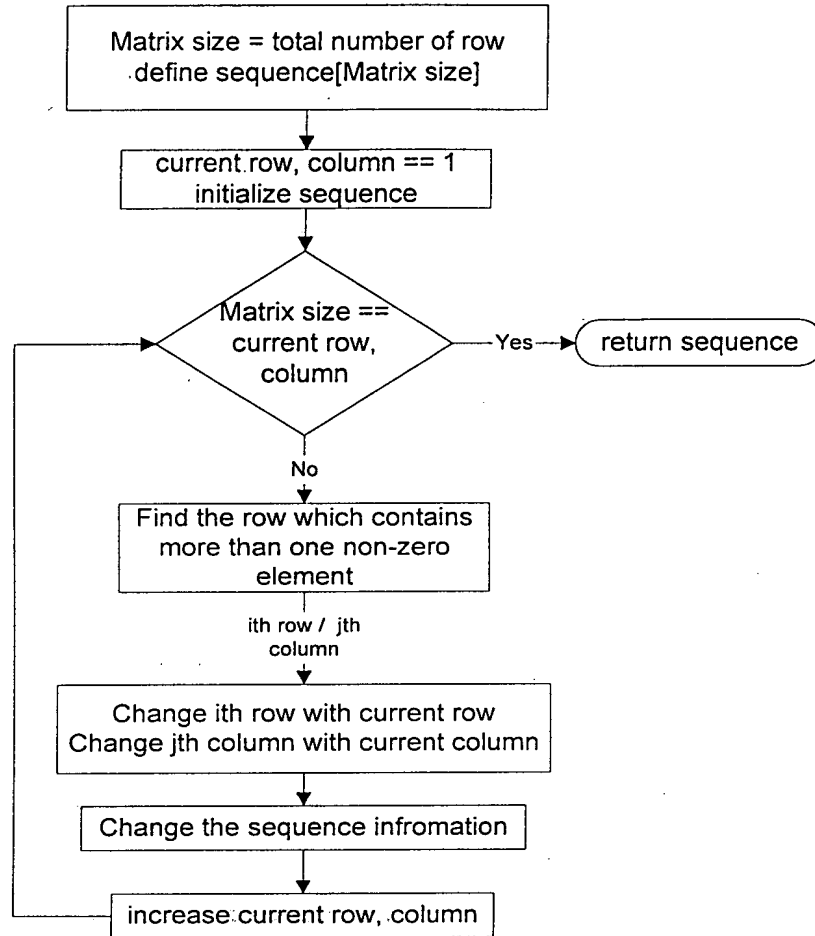 Matrix size = total number of row
define sequence[Matrix size]
current row, column == 1
initialize sequence
Matrix size ==
current row,
column
Yes
return sequence
No
Find the row which contains
more than one non-zero
element
ith row / jth
column
Change ith row with current row
Change jth column with current column
Change the sequence infromation
increase current row, column